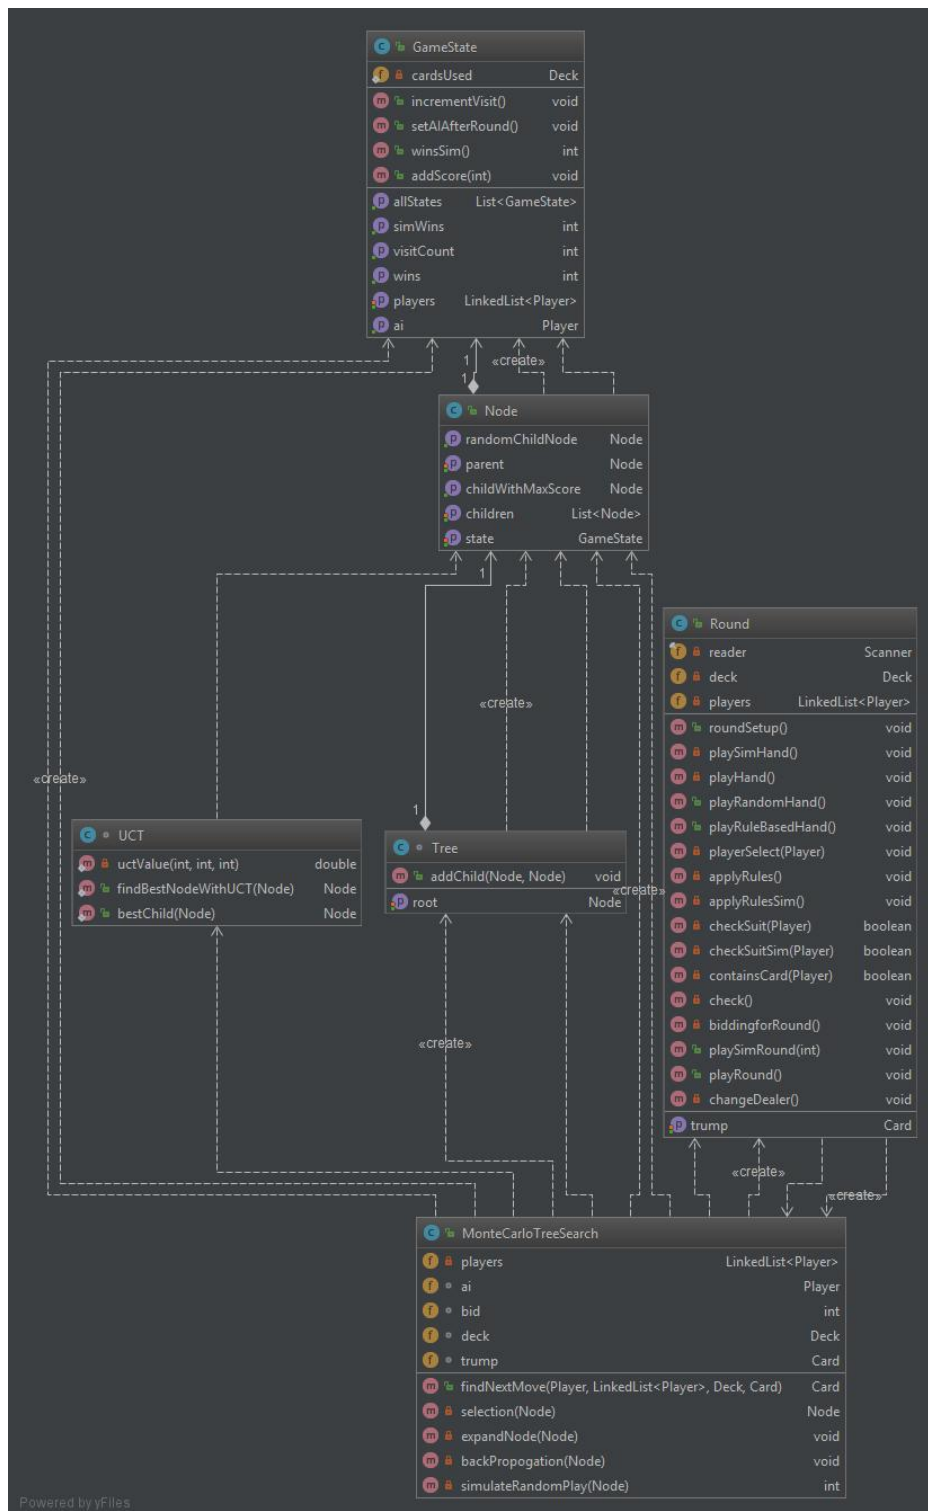 GameState
cardsUsed Deck
incrementVisit() void
setAIAfterRound() void
winsSim() int
addScore(int) void
allStates List<GameState>
simWins int
visitCount int
wins int
players LinkedList<Player>
ai Player
1 «create»
1
Node
randomChildNode Node
parent Node
childWithMaxScore Node
children List<Node>
state GameState
1
Round
reader Scanner
deck Deck
players LinkedList<Player>
roundSetup() void
playSimHand() void
playHand() void
playRandomHand() void
playRuleBasedHand() void
playerSelect(Player) void
applyRules() void
applyRulesSim() void
checkSuit(Player) boolean
checkSuitSim(Player) boolean
containsCard(Player) boolean
check() void
biddingforRound() void
playSimRound(int) void
playRound() void
changeDealer() void
trump Card
«create»
«create»
1
UCT
uctValue(int, int, int) double
findBestNodeWithUCT(Node) Node
bestChild(Node) Node
Tree
addChild(Node, Node) void
root Node
«create»
«create»
«create»
«create»
MonteCarloTreeSearch
players LinkedList<Player>
ai Player
bid int
deck Deck
trump Card
findNextMove(Player, LinkedList<Player>, Deck, Card) Card
selection(Node) Node
expandNode(Node) void
backPropogation(Node) void
simulateRandomPlay(Node) int
Powered by yFiles